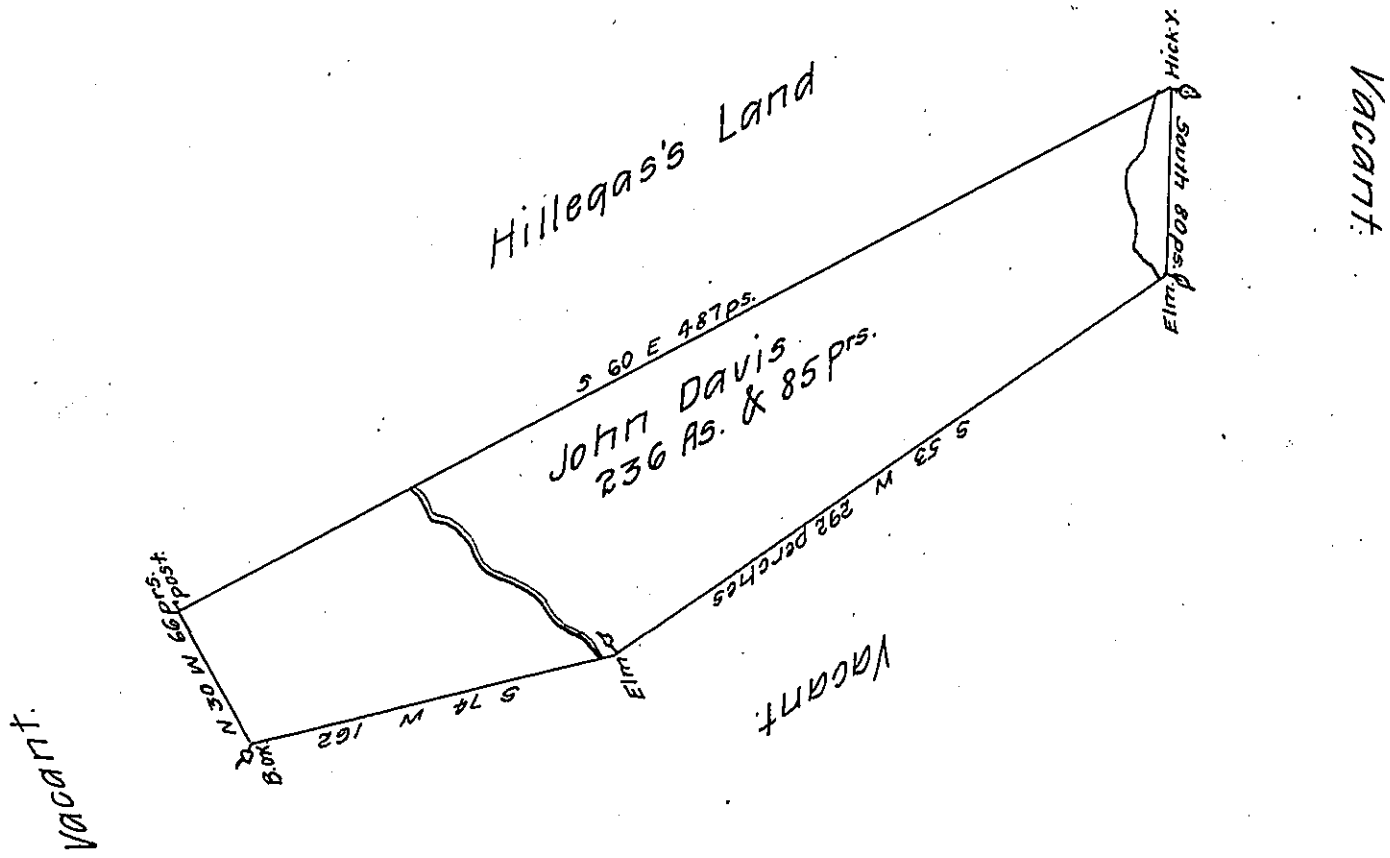 Vacant.
Hick-y.
South 80 ps.
Elm.
Hillegas's Land
S 60 E 487 ps.
John Davis
236 As. & 85 Prs.
S 53 W 292 perches
Vacant.
Elm
S 74 W 162
B.ok.
N 30 W 66 prs.
post.
Vacant.